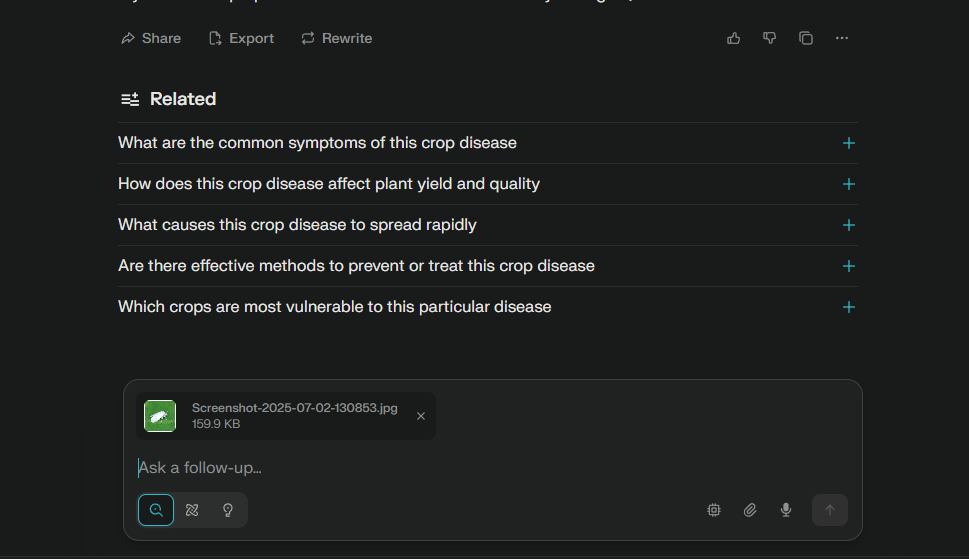 Share Export Rewrite
Related
What are the common symptoms of this crop disease
How does this crop disease affect plant yield and quality
What causes this crop disease to spread rapidly
Are there effective methods to prevent or treat this crop disease
Which crops are most vulnerable to this particular disease
Screenshot-2025-07-02-130853.jpg
159.9 KB
Ask a follow-up...